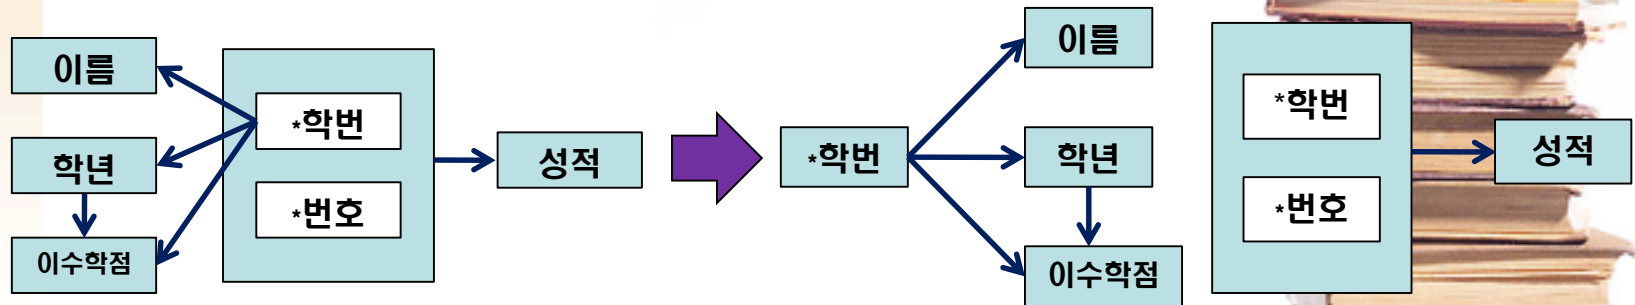 이름
*학번
학년
성적
*번호
이수학점
이름
*학번
학년
이수학점
*학번
성적
*번호